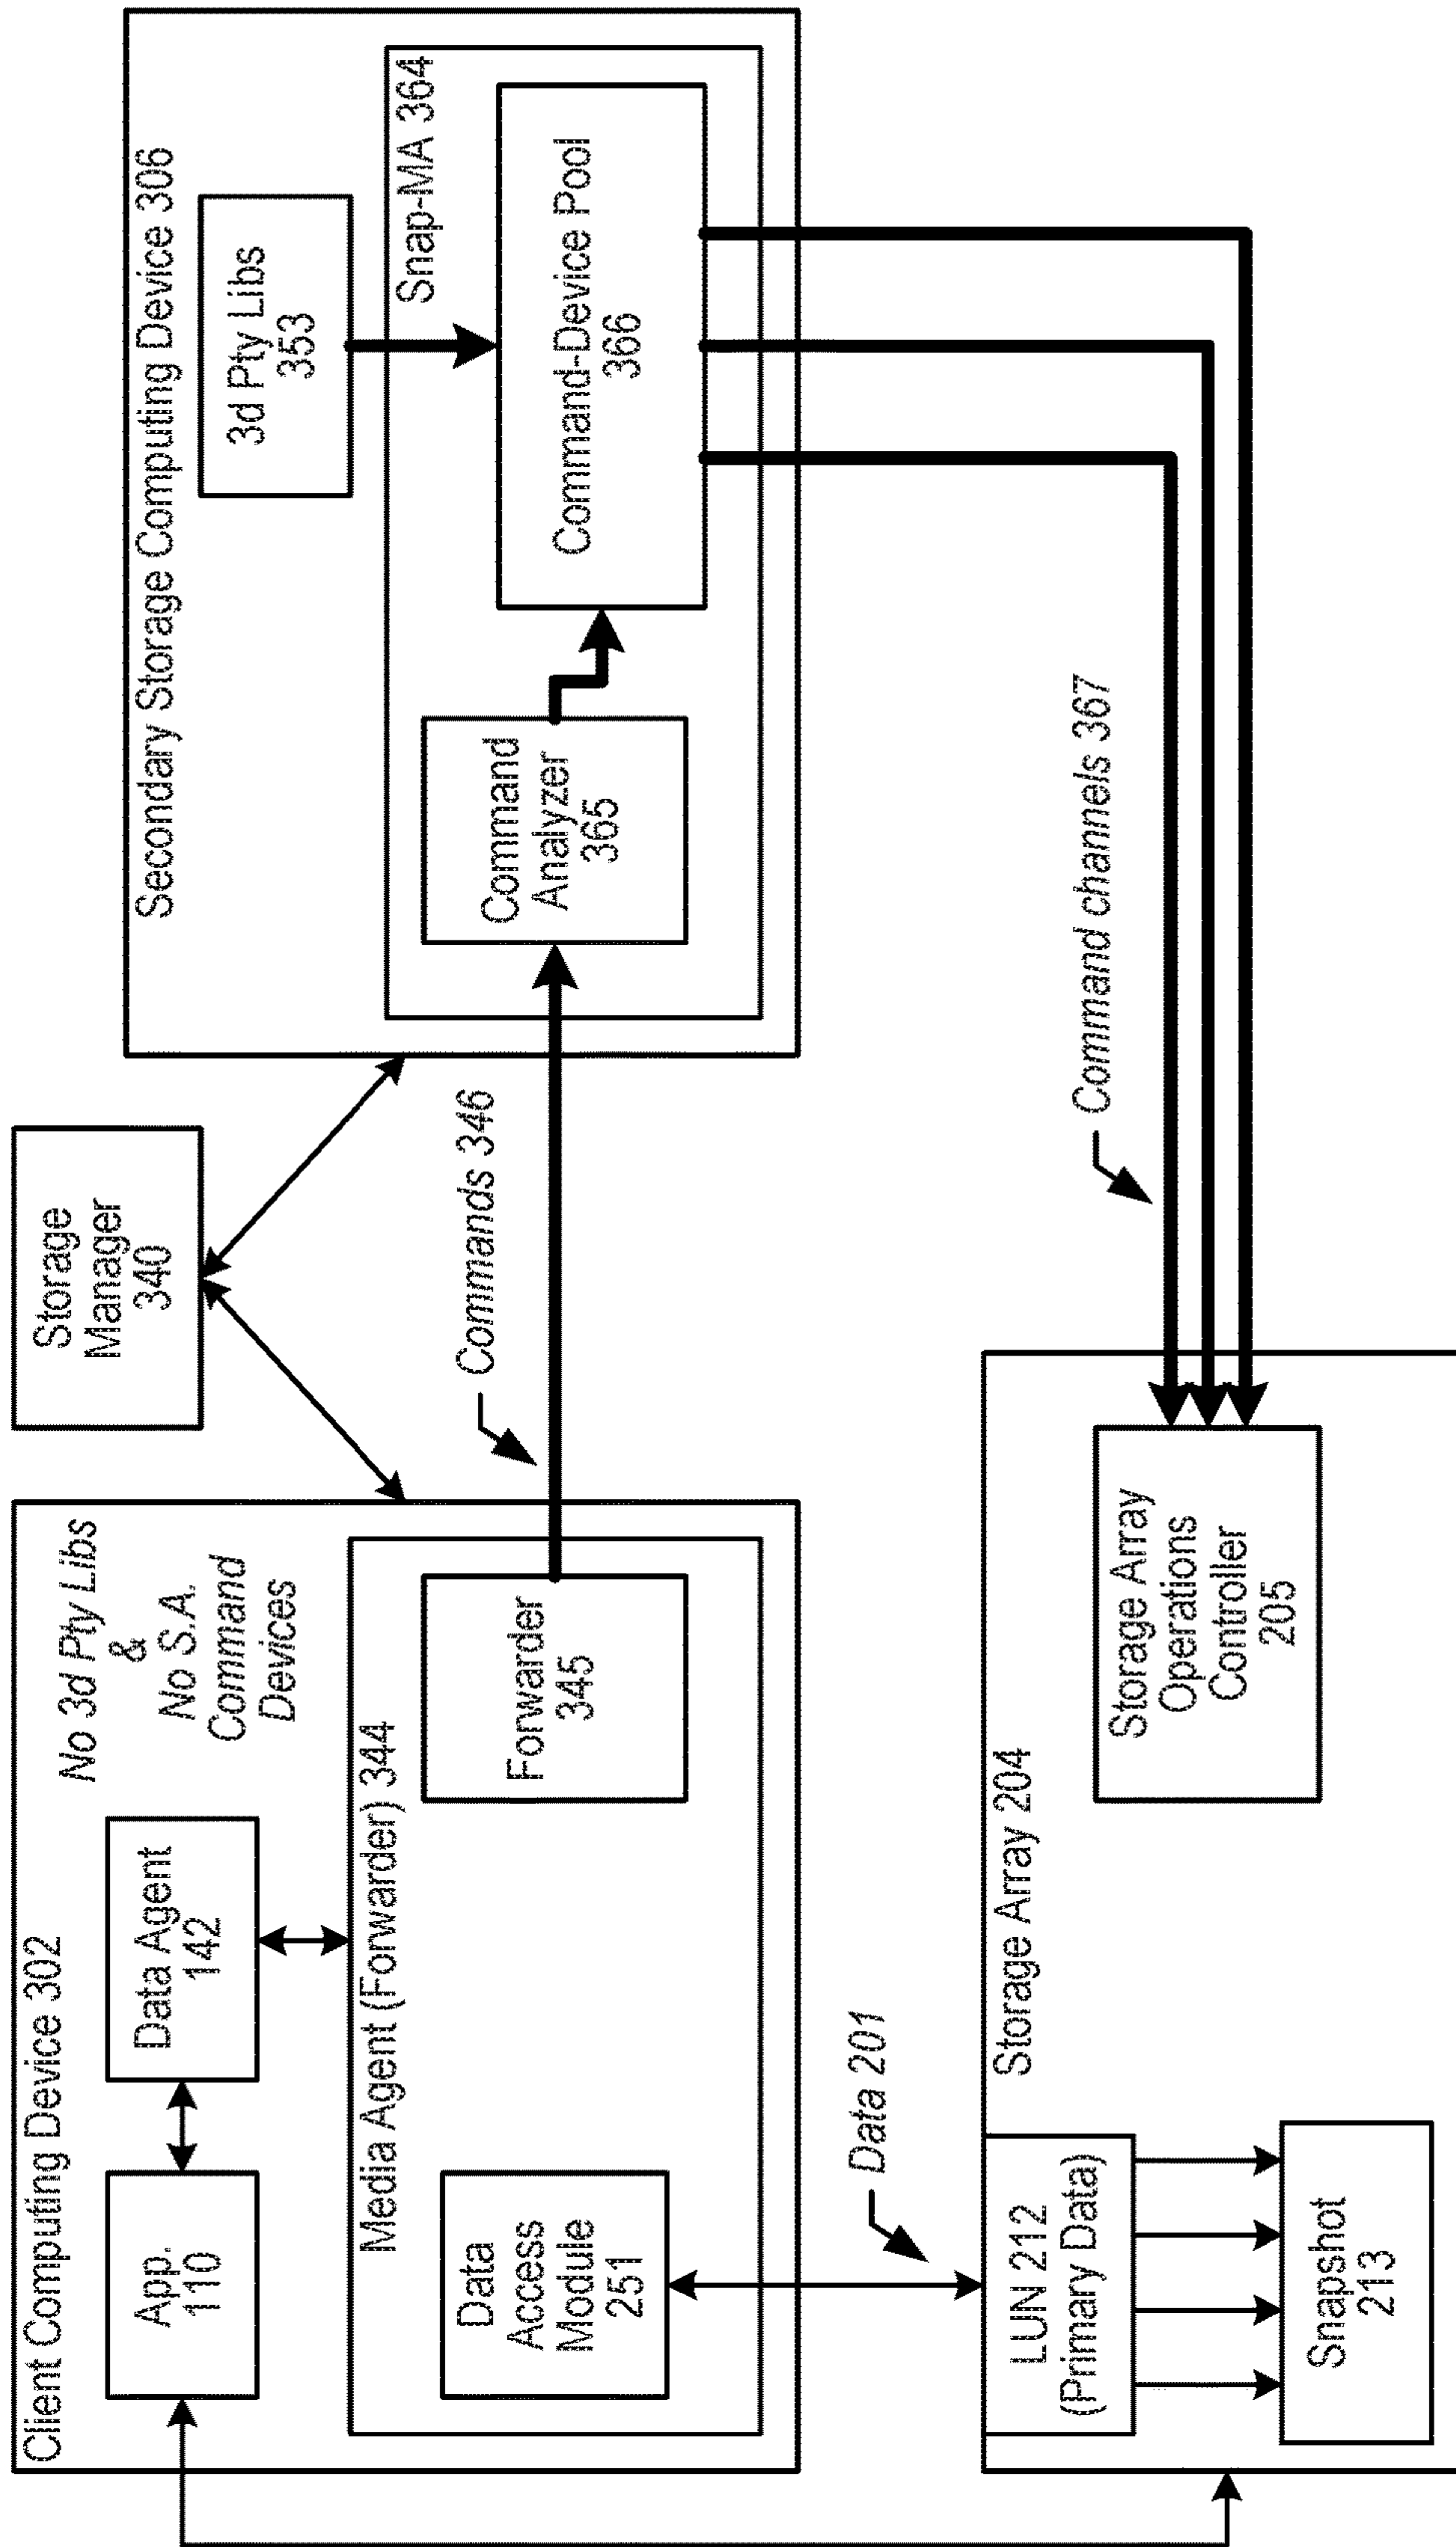 Client Computing Device 302
App.
110
Data Agent
142
No 3d Pty Libs
&
No S.A.
Command
Devices
Media Agent (Forwarder) 344
Data
Access
Module
251
Forwarder
345
Storage
Manager
340
Commands 346
Secondary Storage Computing Device 306
3d Pty Libs
353
Snap-MA 364
Command
Analyzer
365
Command-Device Pool
366
Data 201
Command channels 367
Storage Array 204
LUN 212
(Primary Data)
Snapshot
213
Storage Array
Operations
Controller
205